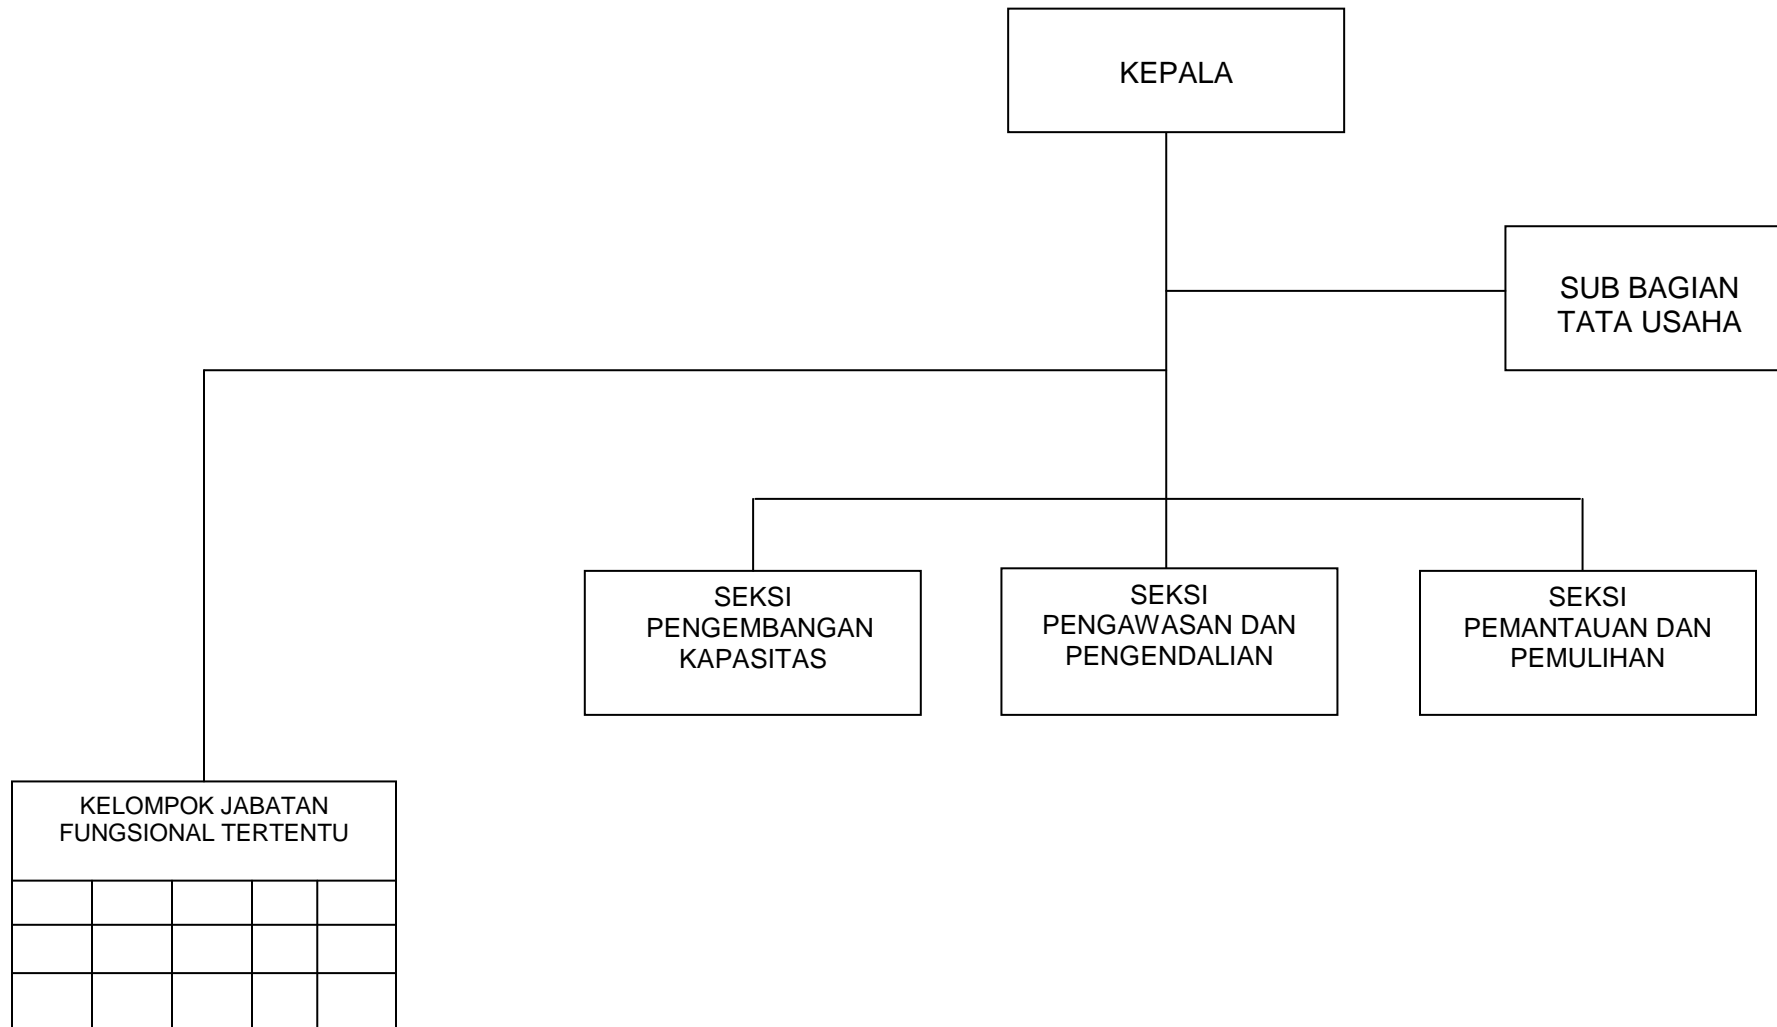 KEPALA
SUB BAGIAN
TATA USAHA
SEKSI
PENGEMBANGAN
KAPASITAS
SEKSI
PENGAWASAN DAN
PENGENDALIAN
SEKSI
PEMANTAUAN DAN
PEMULIHAN
KELOMPOK JABATAN
FUNGSIONAL TERTENTU